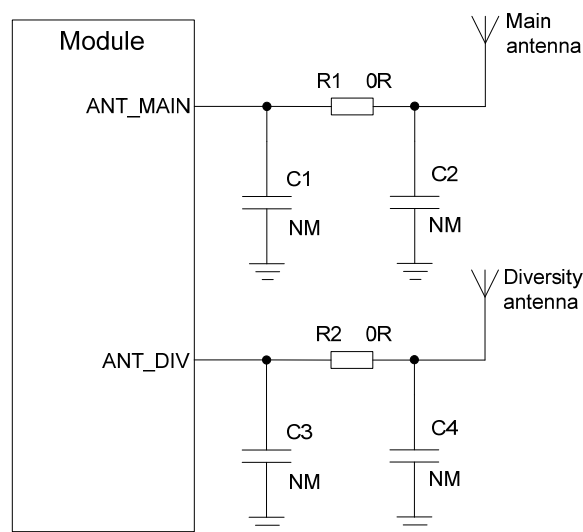 Module
Main
antenna
ANT_MAIN
R1 0R
C1
NM
C2
NM
Diversity
antenna
ANT_DIV
R2 0R
C3
NM
C4
NM